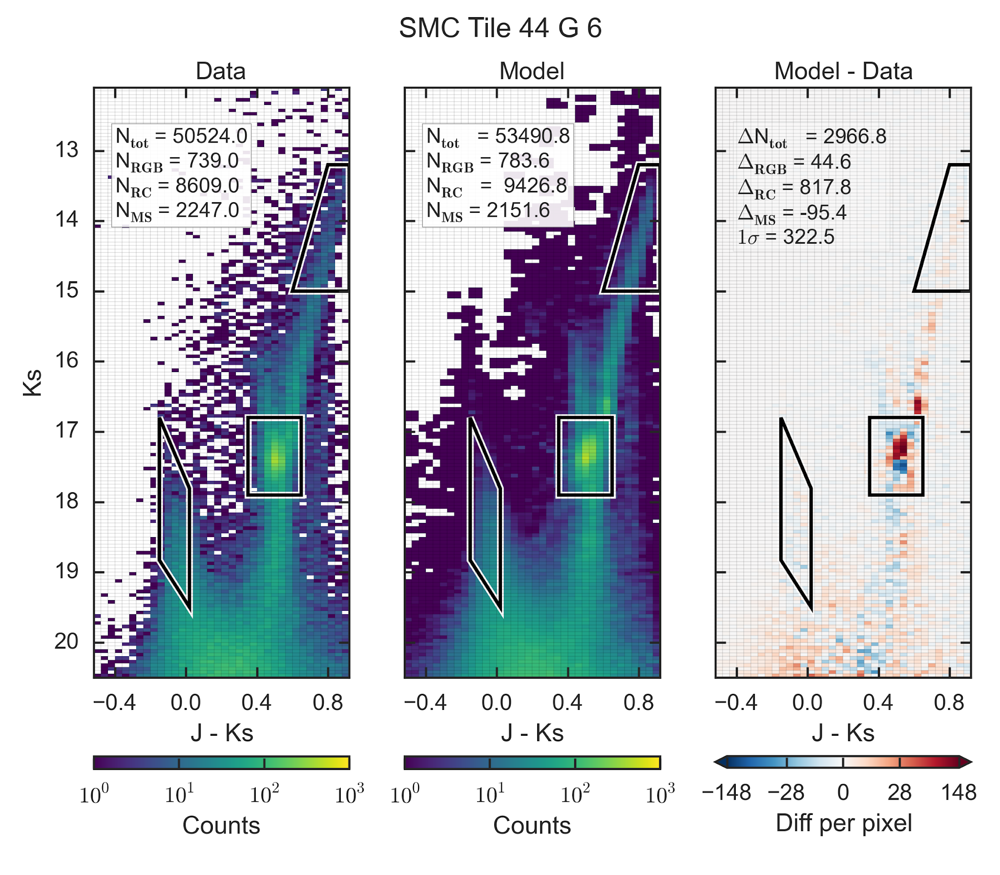 SMC Tile 44 G 6
Data
Model
Model - Data
N_tot = 50524.0
N_RGB = 739.0
N_RC = 8609.0
N_MS = 2247.0
N_tot = 53490.8
N_RGB = 783.6
N_RC = 9426.8
N_MS = 2151.6
ΔN_tot = 2966.8
Δ_RGB = 44.6
Δ_RC = 817.8
Δ_MS = -95.4
1σ = 322.5
13
14
15
16
17
18
19
20
Ks
−0.4 0.0 0.4 0.8
−0.4 0.0 0.4 0.8
−0.4 0.0 0.4 0.8
J - Ks
J - Ks
J - Ks
10^0 10^1 10^2 10^3
10^0 10^1 10^2 10^3
−148 −28 0 28 148
Counts
Counts
Diff per pixel